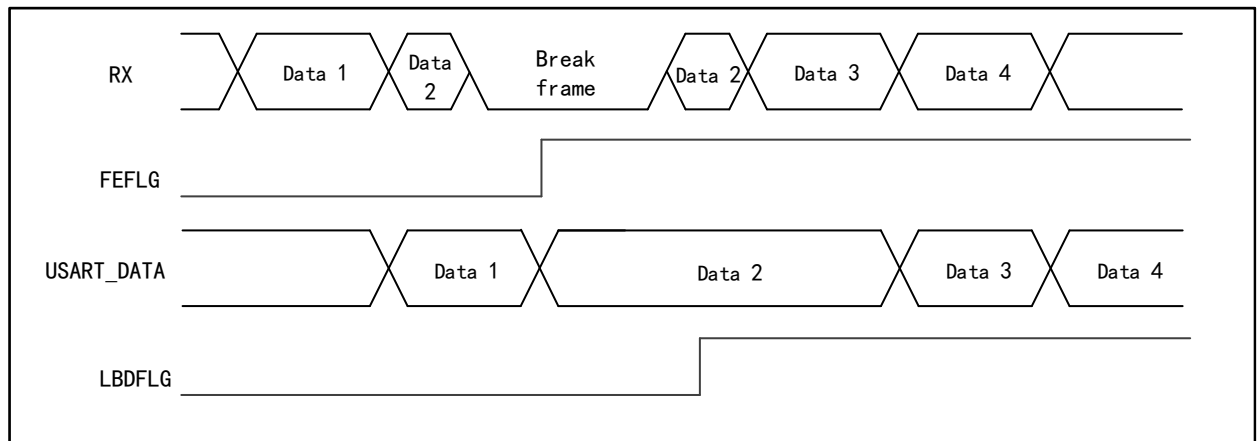 RX
Data 1
Data
2
Break
frame
Data 2
Data 3
Data 4
FEFLG
USART_DATA
Data 1
Data 2
Data 3
Data 4
LBDFLG